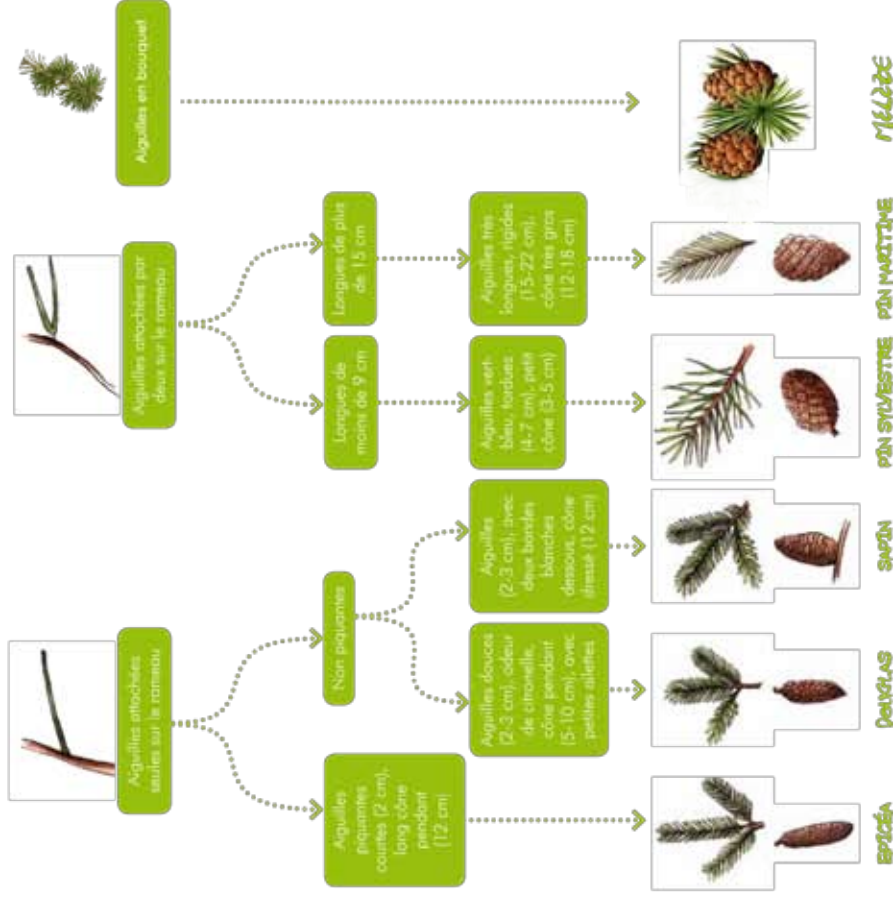 Aiguilles attachées
seules sur le rameau
Aiguilles attachées par
deux sur le rameau
Aiguilles en bouquet
Aiguilles
piquantes
courtes (2 cm),
long cône
pendant
(12 cm)
Non piquantes
Longues de
moins de 9 cm
Longues de plus
de 15 cm
Aiguilles douces
(2-3 cm), odeur
de citronelle,
cône pendant
(5-10 cm), avec
petites ailettes
Aiguilles
(2-3 cm), avec
deux bandes
blanches
dessous, cône
dressé (12 cm)
Aiguilles vert-
bleu, tordues
(4-7 cm), petit
cône (3-5 cm)
Aiguilles très
longues, rigides
(15-22 cm),
cône très gros
(12-18 cm)
EPICÉA
DOUGLAS
SAPIN
PIN SYLVESTRE
PIN MARITIME
MÉLÈZE